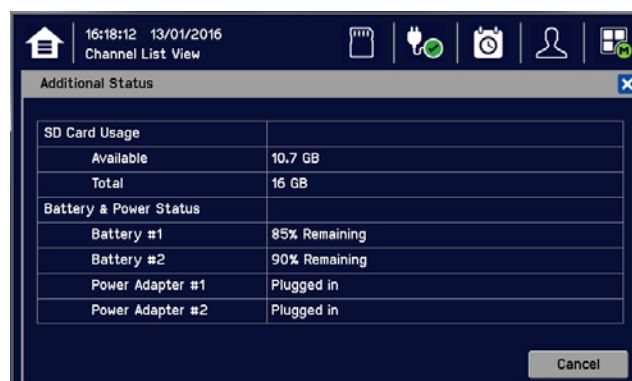 16:18:12 13/01/2016
Channel List View
Additional Status
SD Card Usage
Available 10.7 GB
Total 16 GB
Battery & Power Status
Battery #1 85% Remaining
Battery #2 90% Remaining
Power Adapter #1 Plugged in
Power Adapter #2 Plugged in
Cancel